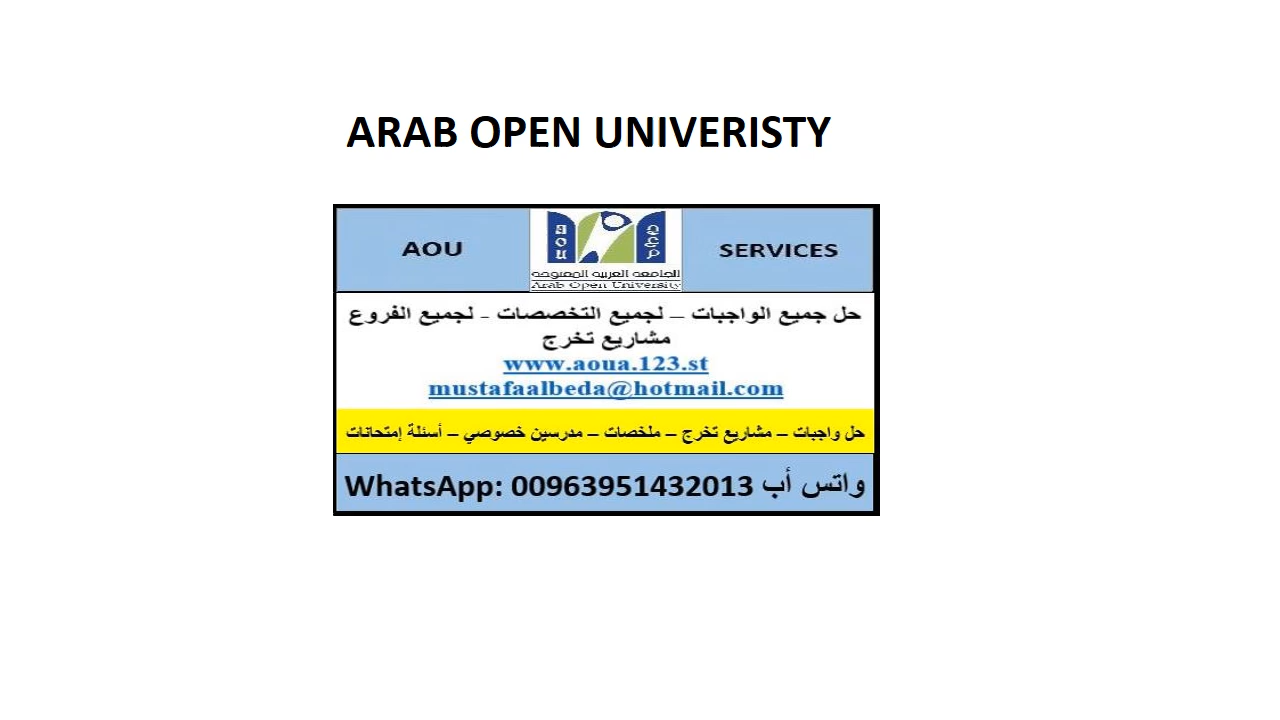 ARAB OPEN UNIVERISTY
AOU
SERVICES
A
O
U
الجامعة العربية المفتوحة
Arab Open University
حل جميع الواجبات – لجميع التخصصات - لجميع الفروع
مشاريع تخرج
www.aoua.123.st
mustafaalbeda@hotmail.com
حل واجبات – مشاريع تخرج – ملخصات – مدرسين خصوصي – أسئلة إمتحانات
WhatsApp: 00963951432013 واتس أب